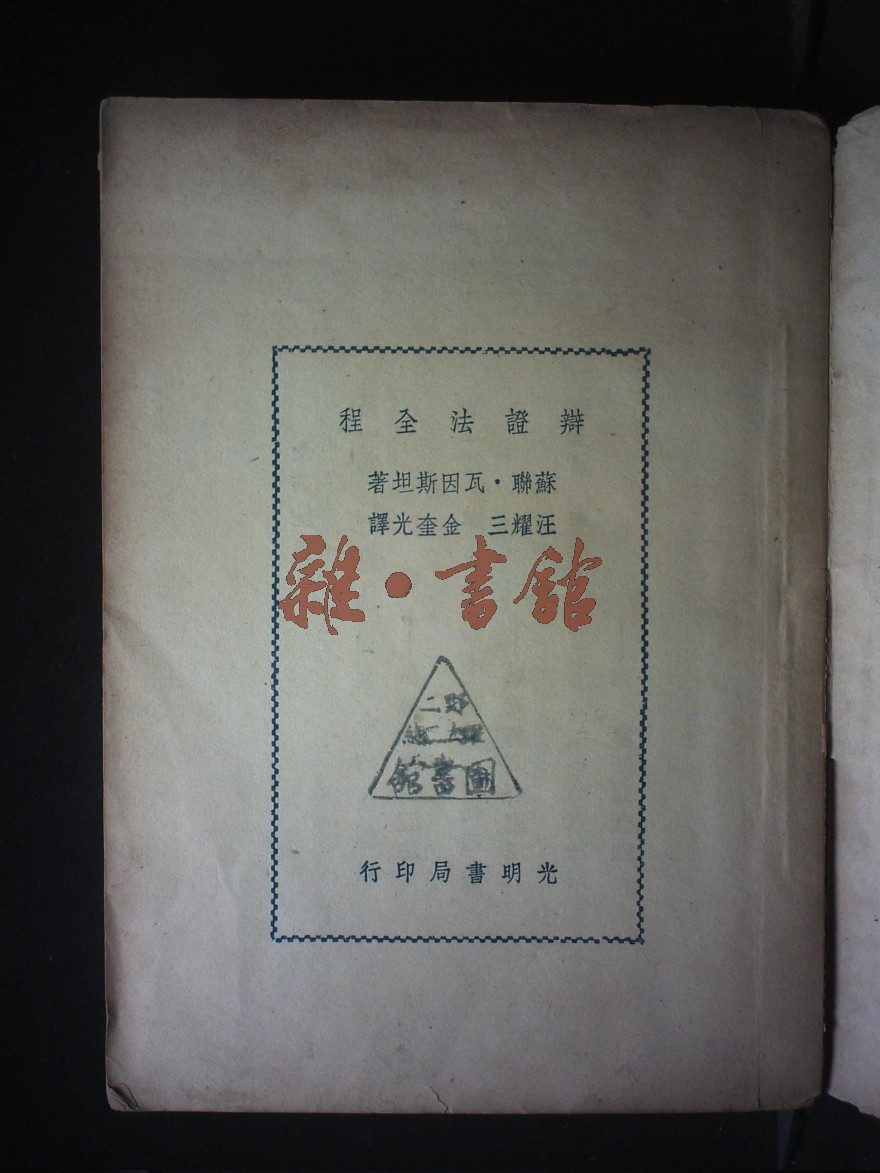 辯證法全程
蘇聯·瓦因斯坦著
汪耀三 金奎光譯
雜·書館
圖書館
光明書局印行